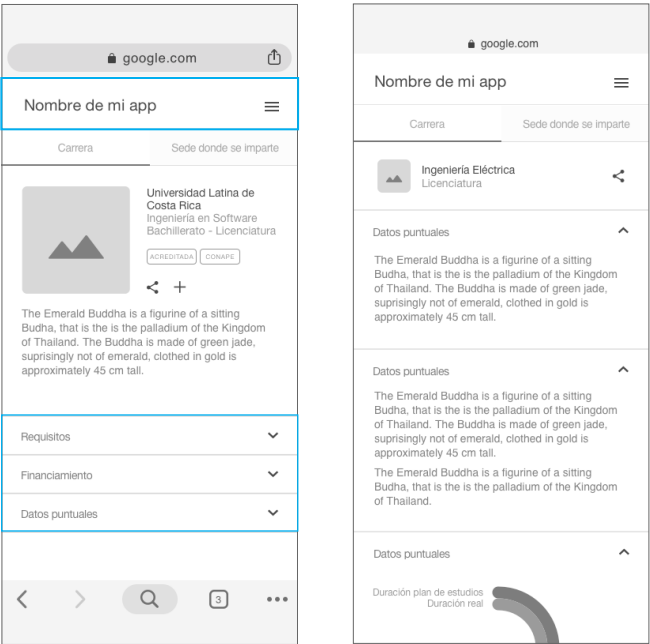 google.com
Nombre de mi app
Carrera
Sede donde se imparte
Universidad Latina de
Costa Rica
Ingeniería en Software
Bachillerato - Licenciatura
ACREDITADA
CONAPE
The Emerald Buddha is a figurine of a sitting
Budha, that is the is the palladium of the Kingdom
of Thailand. The Buddha is made of green jade,
suprisingly not of emerald, clothed in gold is
approximately 45 cm tall.
Requisitos
Financiamiento
Datos puntuales
3
google.com
Nombre de mi app
Carrera
Sede donde se imparte
Ingeniería Eléctrica
Licenciatura
Datos puntuales
The Emerald Buddha is a figurine of a sitting
Budha, that is the is the palladium of the Kingdom
of Thailand. The Buddha is made of green jade,
suprisingly not of emerald, clothed in gold is
approximately 45 cm tall.
Datos puntuales
The Emerald Buddha is a figurine of a sitting
Budha, that is the is the palladium of the Kingdom
of Thailand. The Buddha is made of green jade,
suprisingly not of emerald, clothed in gold is
approximately 45 cm tall.
The Emerald Buddha is a figurine of a sitting
Budha, that is the is the palladium of the Kingdom
of Thailand.
Datos puntuales
Duración plan de estudios
Duración real